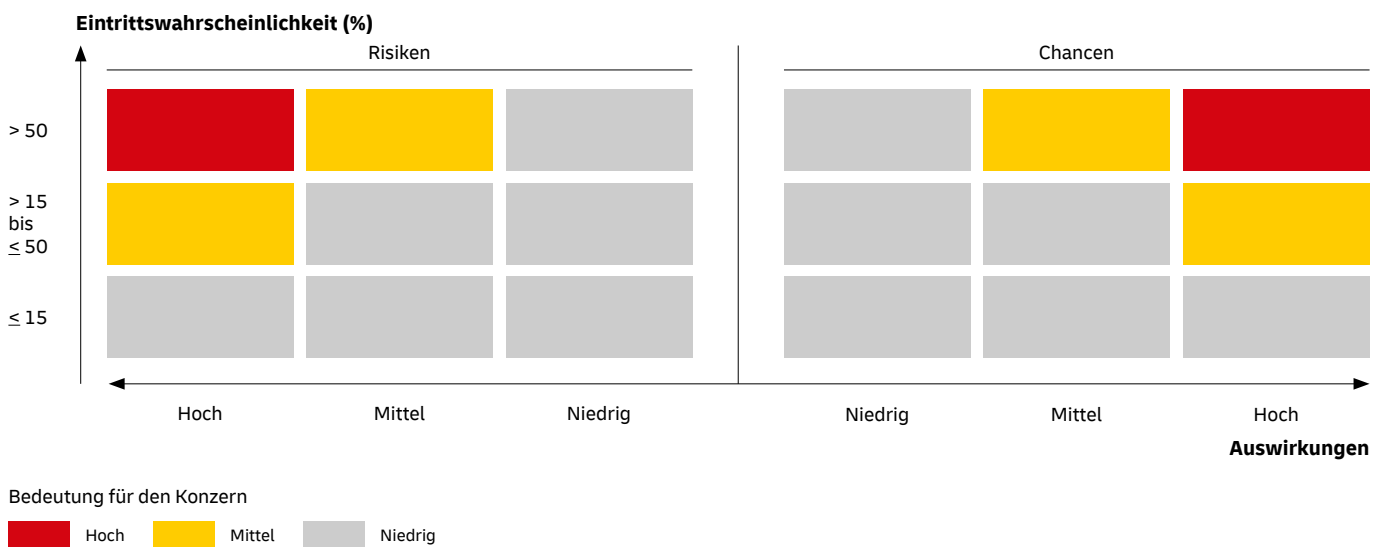 Eintrittswahrscheinlichkeit (%)
Risiken
Chancen
> 50
> 15
bis
≤ 50
≤ 15
Hoch
Mittel
Niedrig
Niedrig
Mittel
Hoch
Auswirkungen
Bedeutung für den Konzern
Hoch
Mittel
Niedrig